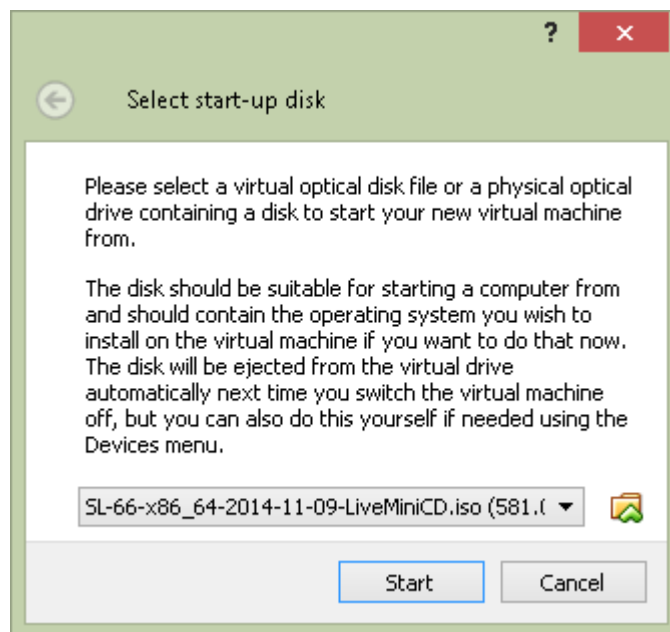 ?
Select start-up disk
Please select a virtual optical disk file or a physical optical
drive containing a disk to start your new virtual machine
from.
The disk should be suitable for starting a computer from
and should contain the operating system you wish to
install on the virtual machine if you want to do that now.
The disk will be ejected from the virtual drive
automatically next time you switch the virtual machine
off, but you can also do this yourself if needed using the
Devices menu.
SL-66-x86_64-2014-11-09-LiveMiniCD.iso (581.
Start Cancel